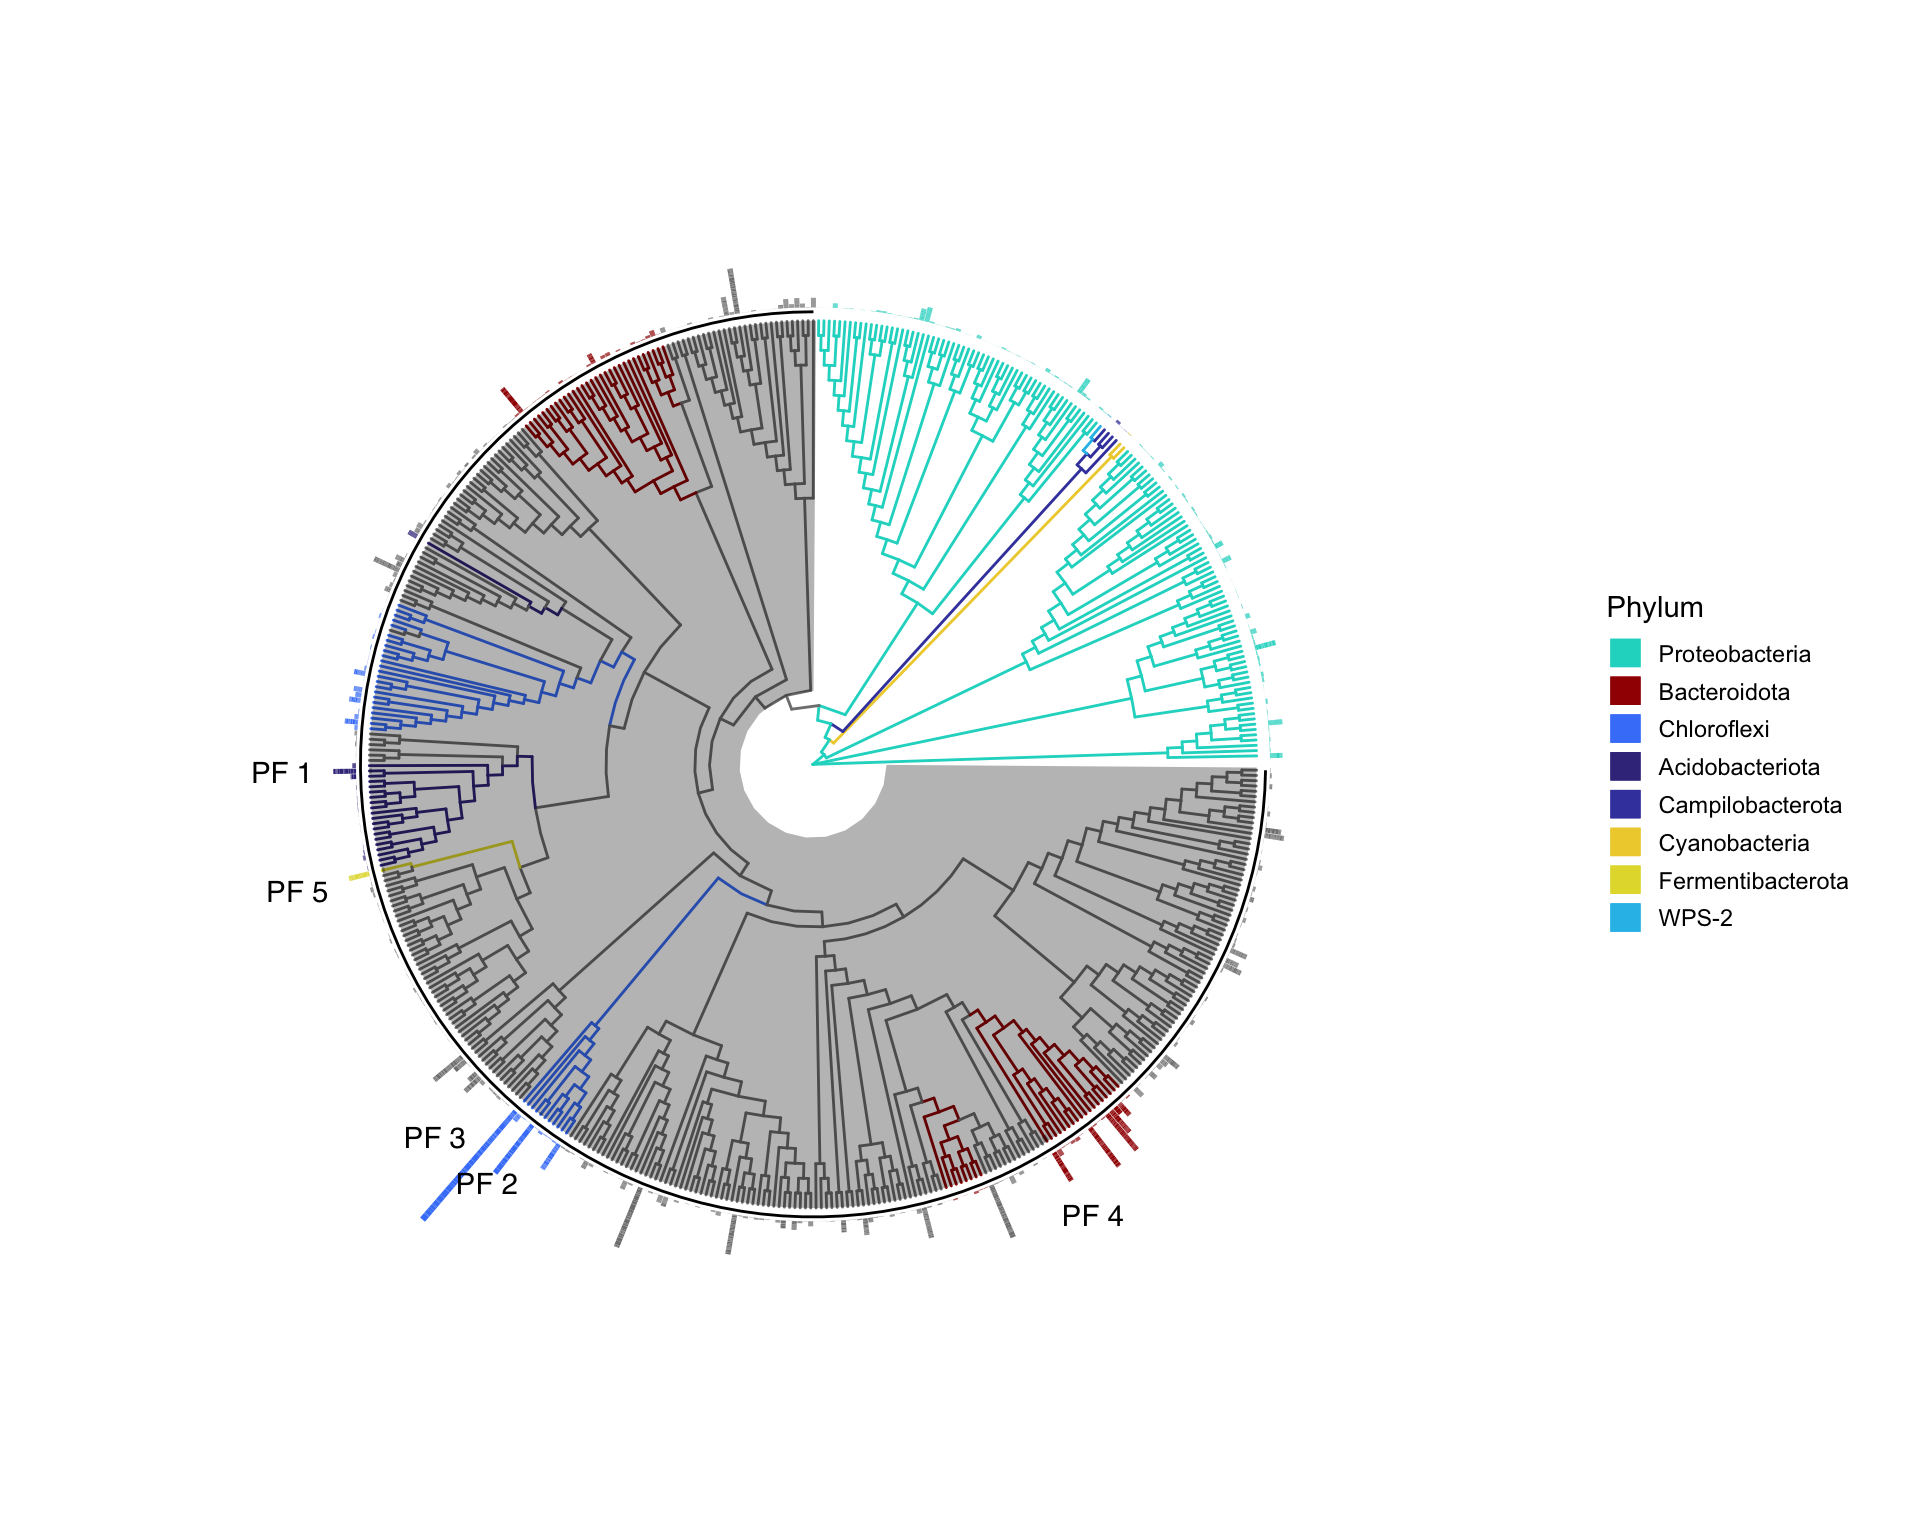 PF 1
PF 5
PF 3
PF 2
PF 4
Phylum
Proteobacteria
Bacteroidota
Chloroflexi
Acidobacteriota
Campilobacterota
Cyanobacteria
Fermentibacterota
WPS-2